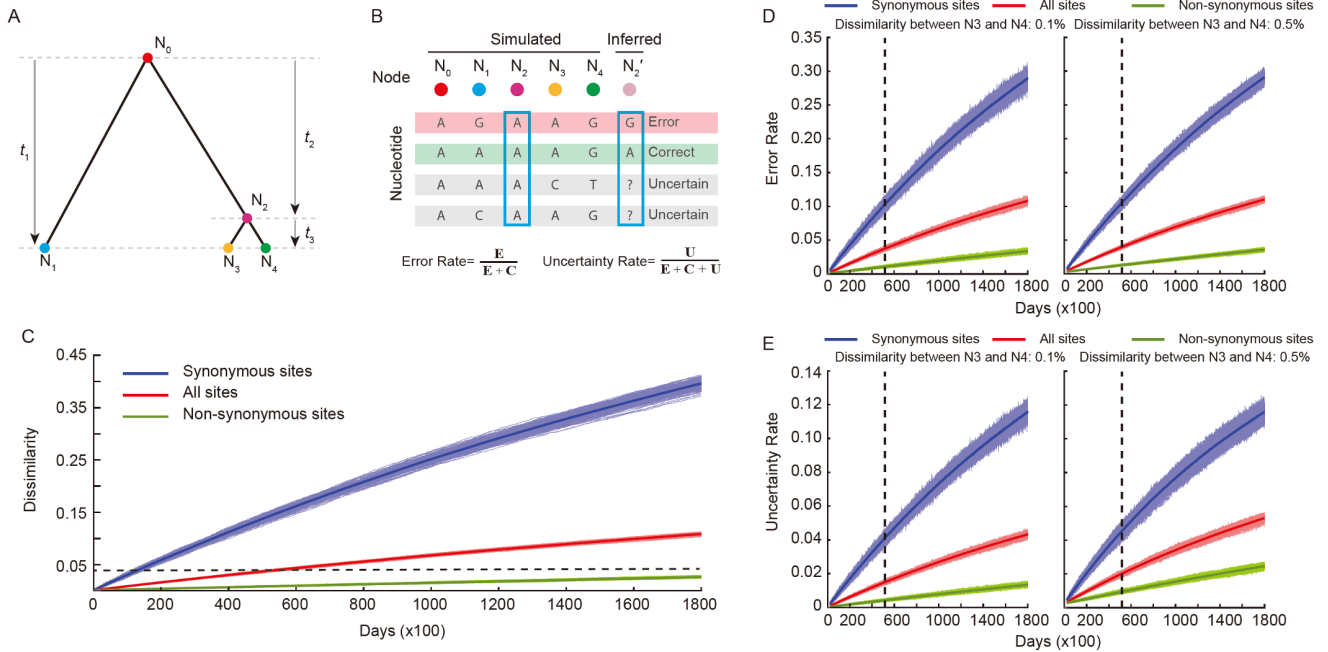 A
N0
t1
t2
N2
t3
N1
N3
N4
B
Simulated Inferred
Node N0 N1 N2 N3 N4 N2′
Nucleotide
A G A A G G Error
A A A A G A Correct
A A A C T ? Uncertain
A C A A G ? Uncertain
Error Rate= E / E + C Uncertainty Rate= U / E + C + U
C
Dissimilarity
0.45
0.35
0.25
0.15
0.05
Synonymous sites
All sites
Non-synonymous sites
0 200 400 600 800 1000 1200 1400 1600 1800
Days (x100)
D
Synonymous sites All sites Non-synonymous sites
Dissimilarity between N3 and N4: 0.1% Dissimilarity between N3 and N4: 0.5%
Error Rate
0.35
0.30
0.25
0.20
0.15
0.10
0.05
0
200 600 1000 1400 1800 200 600 1000 1400 1800
Days (x100)
E
Synonymous sites All sites Non-synonymous sites
Dissimilarity between N3 and N4: 0.1% Dissimilarity between N3 and N4: 0.5%
Uncertainty Rate
0.14
0.12
0.10
0.08
0.06
0.04
0.02
0
0 200 600 1000 1400 1800 0 200 600 1000 1400 1800
Days (x100)